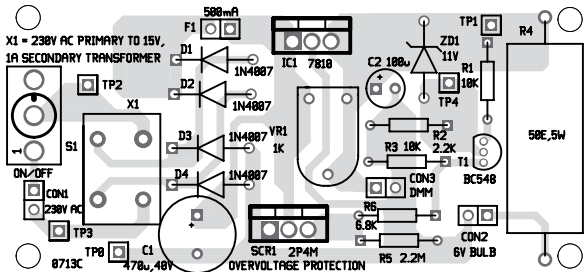 500mA
F1
TP1
R4
X1 = 230V AC PRIMARY TO 15V,
1A SECONDARY TRANSFORMER
D1
1N4007
IC1 7810
ZD1
11V
C2 100u
R1
10K
TP2
D2
1N4007
TP4
X1
1
S1
D3
1N4007
VR1
1K
R2
2.2K
50E,5W
R3 10K
T1
BC548
ON/OFF
D4
1N4007
CON3
DMM
CON1
230V AC
R6
6.8K
CON2
6V BULB
TP3
TP0
C1
470u,40V
SCR1 2P4M
R5 2.2M
0713C
OVERVOLTAGE PROTECTION